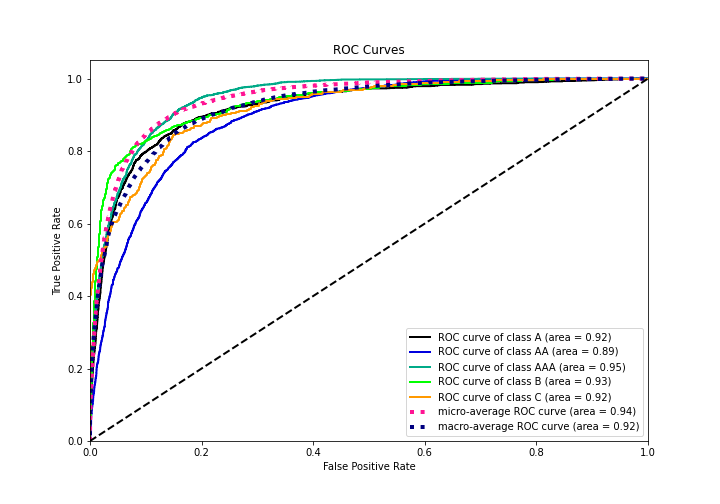 ROC Curves
True Positive Rate
1.0
0.8
0.6
0.4
0.2
0.0
0.0 0.2 0.4 0.6 0.8 1.0
False Positive Rate
ROC curve of class A (area = 0.92)
ROC curve of class AA (area = 0.89)
ROC curve of class AAA (area = 0.95)
ROC curve of class B (area = 0.93)
ROC curve of class C (area = 0.92)
micro-average ROC curve (area = 0.94)
macro-average ROC curve (area = 0.92)